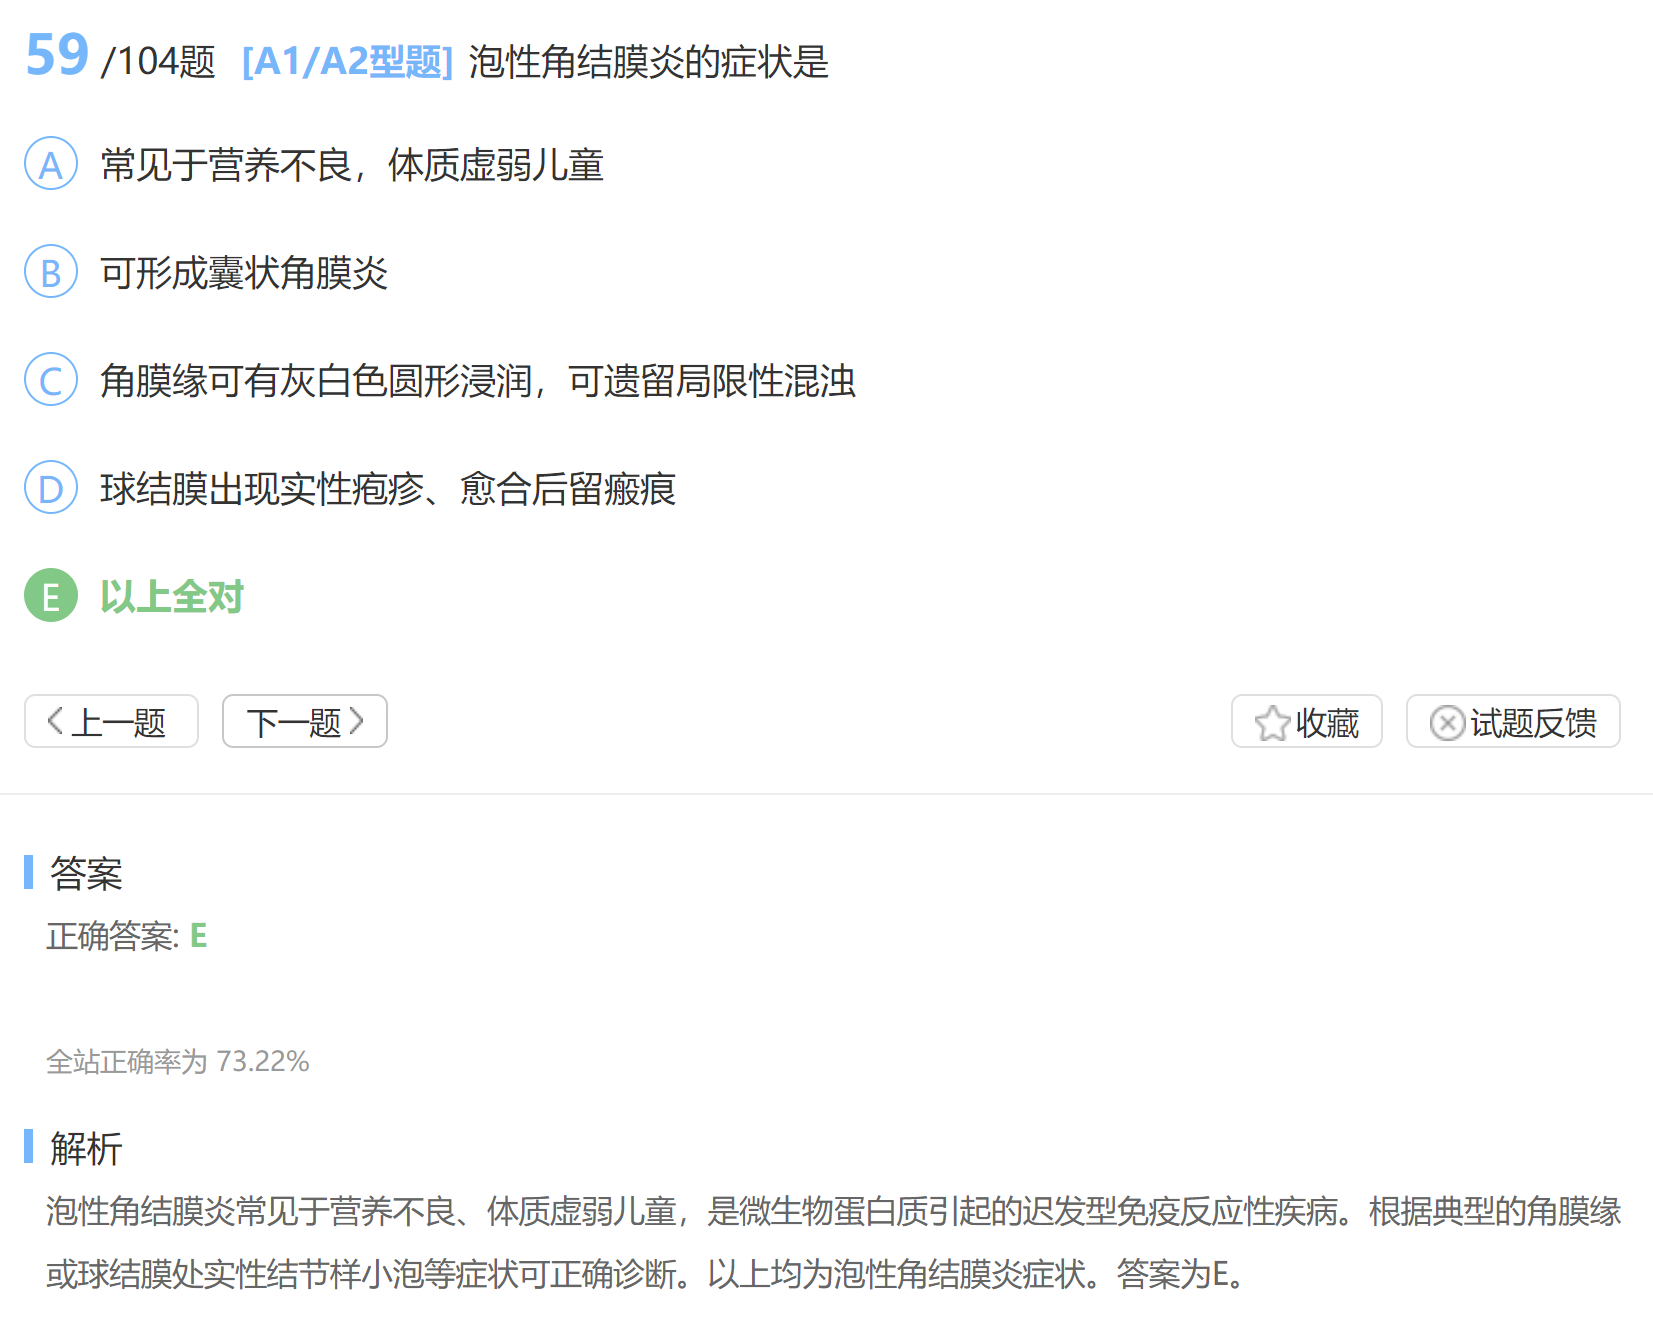 59 /104题 [A1/A2型题] 泡性角结膜炎的症状是
A 常见于营养不良，体质虚弱儿童
B 可形成囊状角膜炎
C 角膜缘可有灰白色圆形浸润，可遗留局限性混浊
D 球结膜出现实性疱疹、愈合后留瘢痕
E 以上全对
上一题 下一题 收藏 试题反馈
答案
正确答案: E
全站正确率为 73.22%
解析
泡性角结膜炎常见于营养不良、体质虚弱儿童，是微生物蛋白质引起的迟发型免疫反应性疾病。根据典型的角膜缘
或球结膜处实性结节样小泡等症状可正确诊断。以上均为泡性角结膜炎症状。答案为E。